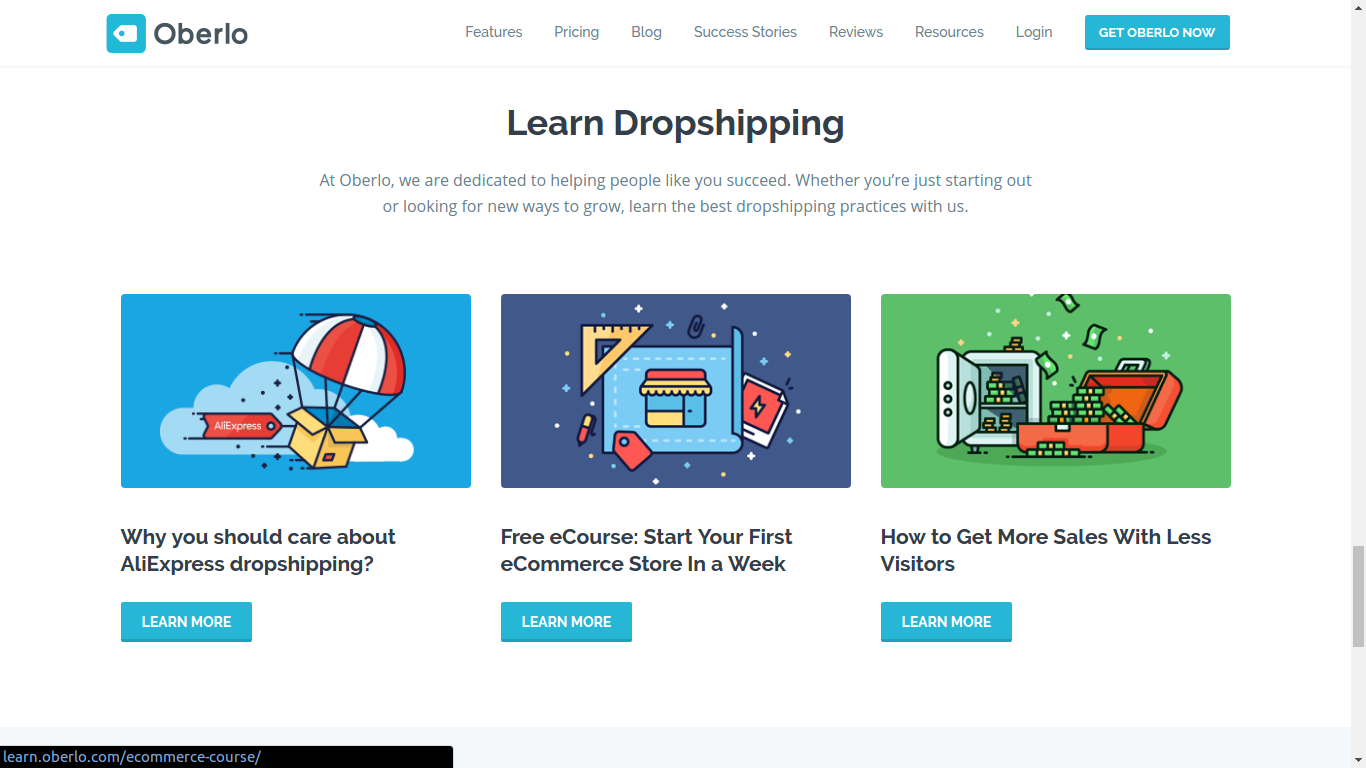 Oberlo
Features Pricing Blog Success Stories Reviews Resources Login GET OBERLO NOW
Learn Dropshipping
At Oberlo, we are dedicated to helping people like you succeed. Whether you’re just starting out
or looking for new ways to grow, learn the best dropshipping practices with us.
AliExpress
Why you should care about
AliExpress dropshipping?
LEARN MORE
Free eCourse: Start Your First
eCommerce Store In a Week
LEARN MORE
How to Get More Sales With Less
Visitors
LEARN MORE
learn.oberlo.com/ecommerce-course/